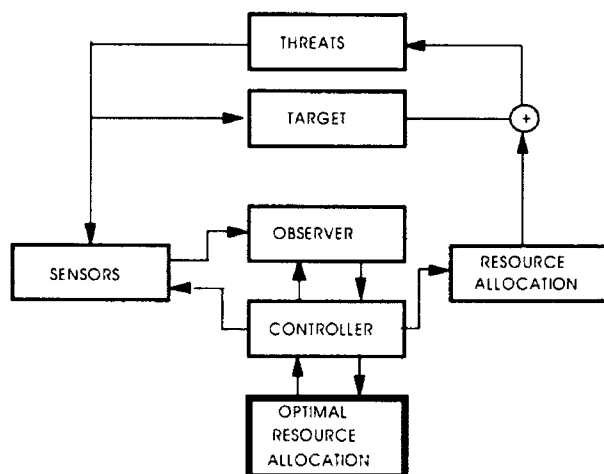 THREATS
TARGET
+
OBSERVER
SENSORS
RESOURCE
ALLOCATION
CONTROLLER
OPTIMAL
RESOURCE
ALLOCATION